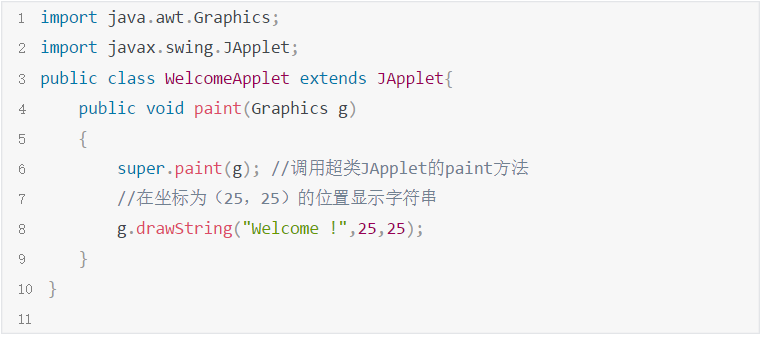 1 import java.awt.Graphics;
2 import javax.swing.JApplet;
3 public class WelcomeApplet extends JApplet{
4     public void paint(Graphics g)
5     {
6         super.paint(g); //调用超类JApplet的paint方法
7         //在坐标为（25，25）的位置显示字符串
8         g.drawString("Welcome !",25,25);
9     }
10  }
11